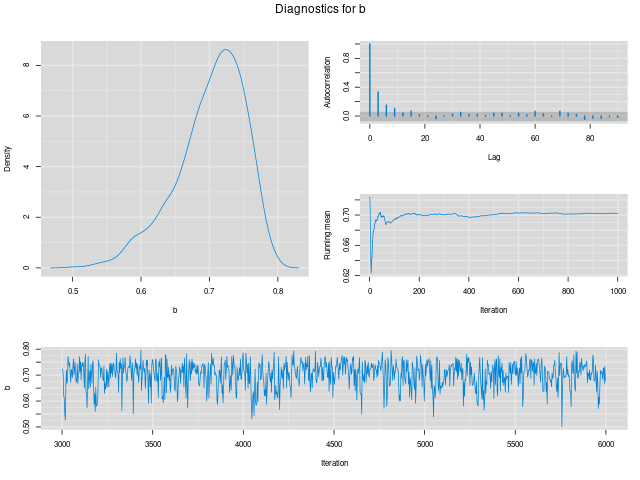 Diagnostics for b
Density
0 2 4 6 8
0.5 0.6 0.7 0.8
b
Autocorrelation
0.0 0.4 0.8
0 20 40 60 80
Lag
Running mean
0.62 0.66 0.70
0 200 400 600 800 1000
Iteration
b
0.50 0.60 0.70 0.80
3000 3500 4000 4500 5000 5500 6000
Iteration